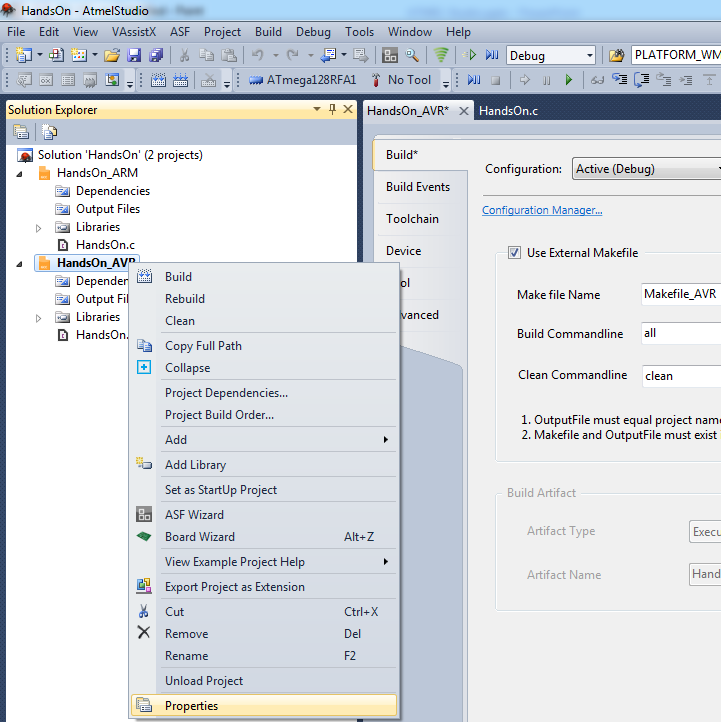 HandsOn - AtmelStudio
File Edit View VAssistX ASF Project Build Debug Tools Window Help
Debug
PLATFORM_WM
ATmega128RFA1 No Tool
Solution Explorer
HandsOn_AVR* HandsOn.c
Solution 'HandsOn' (2 projects)
HandsOn_ARM
Dependencies
Output Files
Libraries
HandsOn.c
HandsOn_AVR
Dependen
Output Fil
Libraries
HandsOn.
Build
Rebuild
Clean
Copy Full Path
Collapse
Project Dependencies...
Project Build Order...
Add
Add Library
Set as StartUp Project
ASF Wizard
Board Wizard Alt+Z
View Example Project Help
Export Project as Extension
Cut Ctrl+X
Remove Del
Rename F2
Unload Project
Properties
Build*
Build Events
Toolchain
Device
ol
vanced
Configuration: Active (Debug)
Configuration Manager...
Use External Makefile
Make file Name Makefile_AVR
Build Commandline all
Clean Commandline clean
1. OutputFile must equal project name
2. Makefile and OutputFile must exist
Build Artifact
Artifact Type Execu
Artifact Name Hand